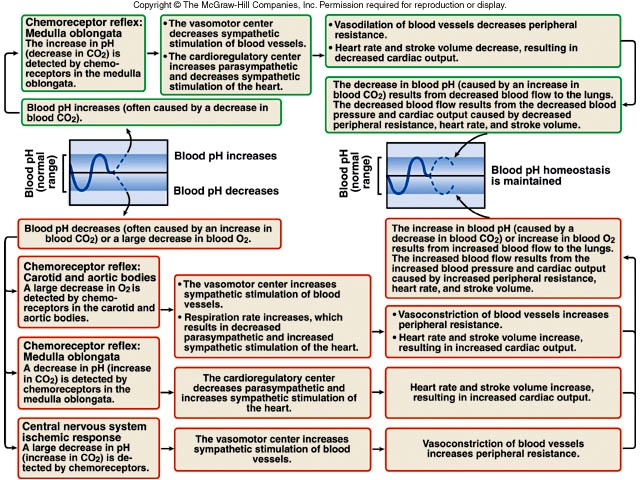 Copyright © The McGraw-Hill Companies, Inc. Permission required for reproduction or display.
Chemoreceptor reflex:
Medulla oblongata
The increase in pH
(decrease in CO2) is
detected by chemo-
receptors in the medulla
oblongata.
• The vasomotor center
decreases sympathetic
stimulation of blood vessels.
• The cardioregulatory center
increases parasympathetic
and decreases sympathetic
stimulation of the heart.
• Vasodilation of blood vessels decreases peripheral
resistance.
• Heart rate and stroke volume decrease, resulting in
decreased cardiac output.
Blood pH increases (often caused by a decrease in
blood CO2).
The decrease in blood pH (caused by an increase in
blood CO2) results from decreased blood flow to the lungs.
The decreased blood flow results from the decreased blood
pressure and cardiac output caused by decreased
peripheral resistance, heart rate, and stroke volume.
Blood pH
(normal
range)
Blood pH increases
Blood pH decreases
Blood pH
(normal
range)
Blood pH homeostasis
is maintained
Blood pH decreases (often caused by an increase in
blood CO2) or a large decrease in blood O2.
The increase in blood pH (caused by a
decrease in blood CO2) or increase in blood O2
results from increased blood flow to the lungs.
The increased blood flow results from the
increased blood pressure and cardiac output
caused by increased peripheral resistance,
heart rate, and stroke volume.
Chemoreceptor reflex:
Carotid and aortic bodies
A large decrease in O2 is
detected by chemo-
receptors in the carotid and
aortic bodies.
• The vasomotor center increases
sympathetic stimulation of blood
vessels.
• Respiration rate increases, which
results in decreased
parasympathetic and increased
sympathetic stimulation of the heart.
• Vasoconstriction of blood vessels increases
peripheral resistance.
• Heart rate and stroke volume increase,
resulting in increased cardiac output.
Chemoreceptor reflex:
Medulla oblongata
A decrease in pH (increase
in CO2) is detected by
chemoreceptors in the
medulla oblongata.
The cardioregulatory center
decreases parasympathetic and
increases sympathetic stimulation of
the heart.
Heart rate and stroke volume increase,
resulting in increased cardiac output.
Central nervous system
ischemic response
A large decrease in pH
(increase in CO2) is de-
tected by chemoreceptors.
The vasomotor center increases
sympathetic stimulation of blood
vessels.
Vasoconstriction of blood vessels
increases peripheral resistance.